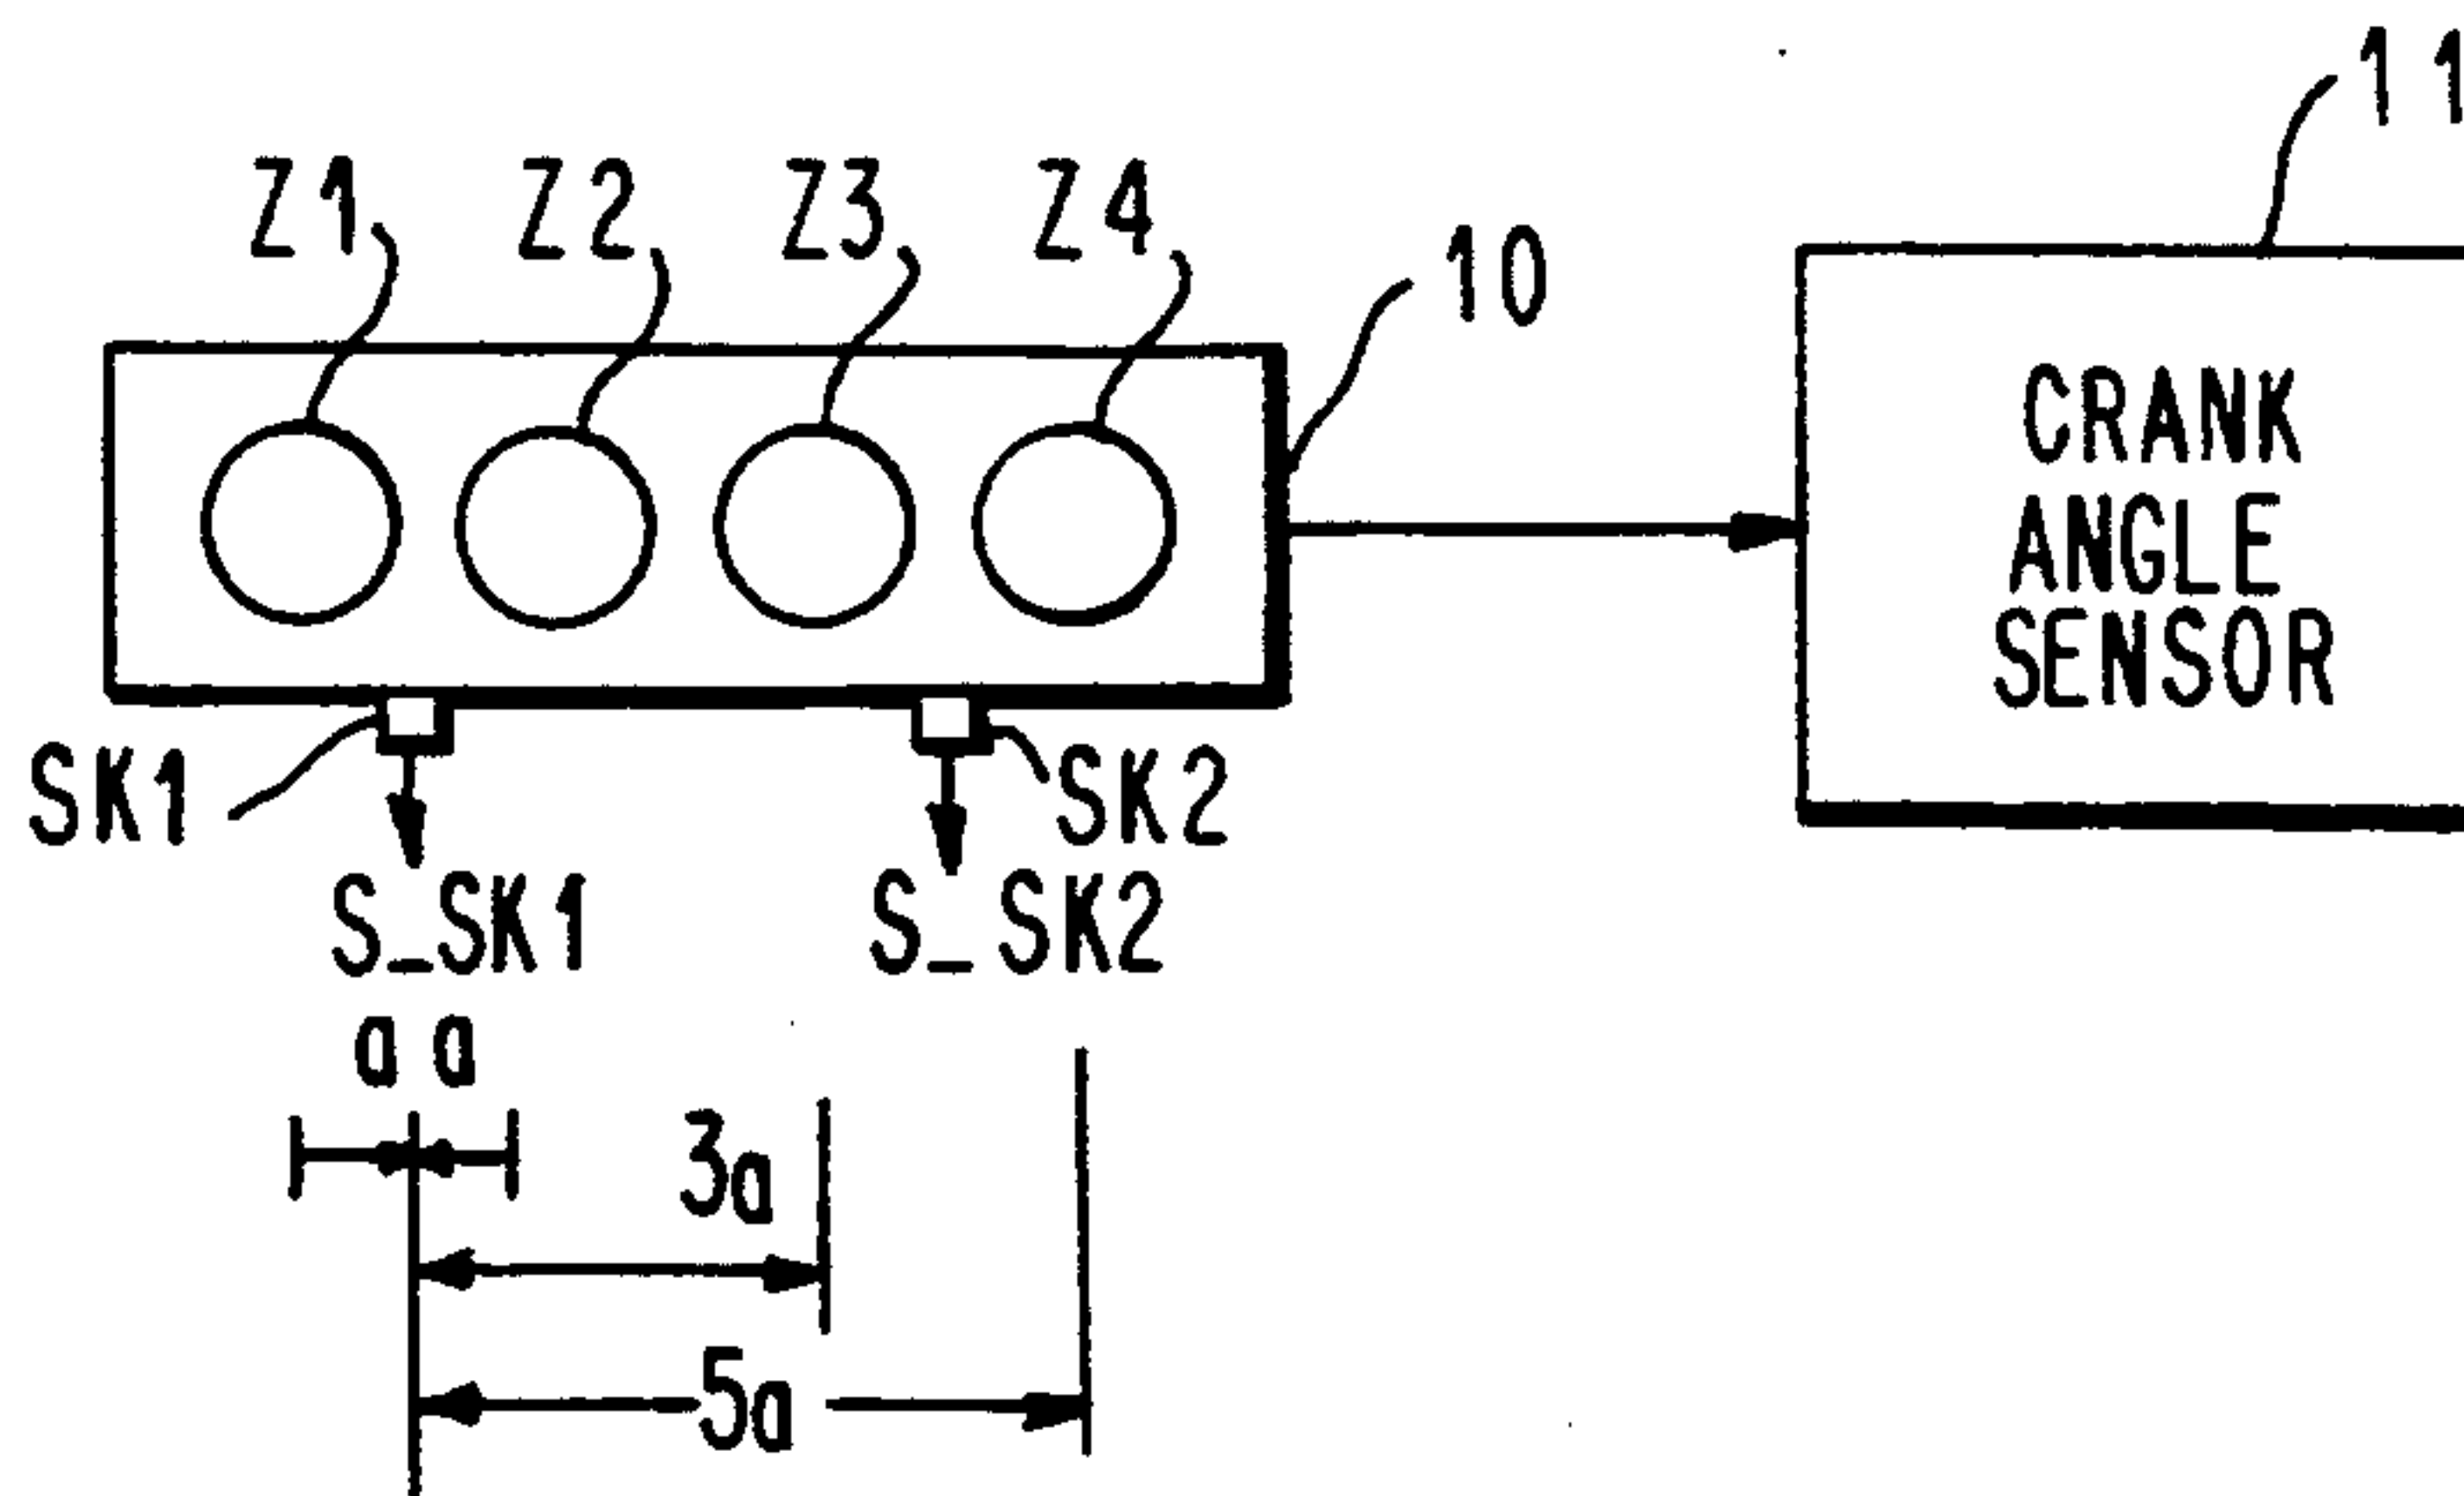 11
Z1 Z2 Z3 Z4
10
CRANK
ANGLE
SENSOR
SK1
SK2
S_SK1
S_SK2
a a
3a
5a